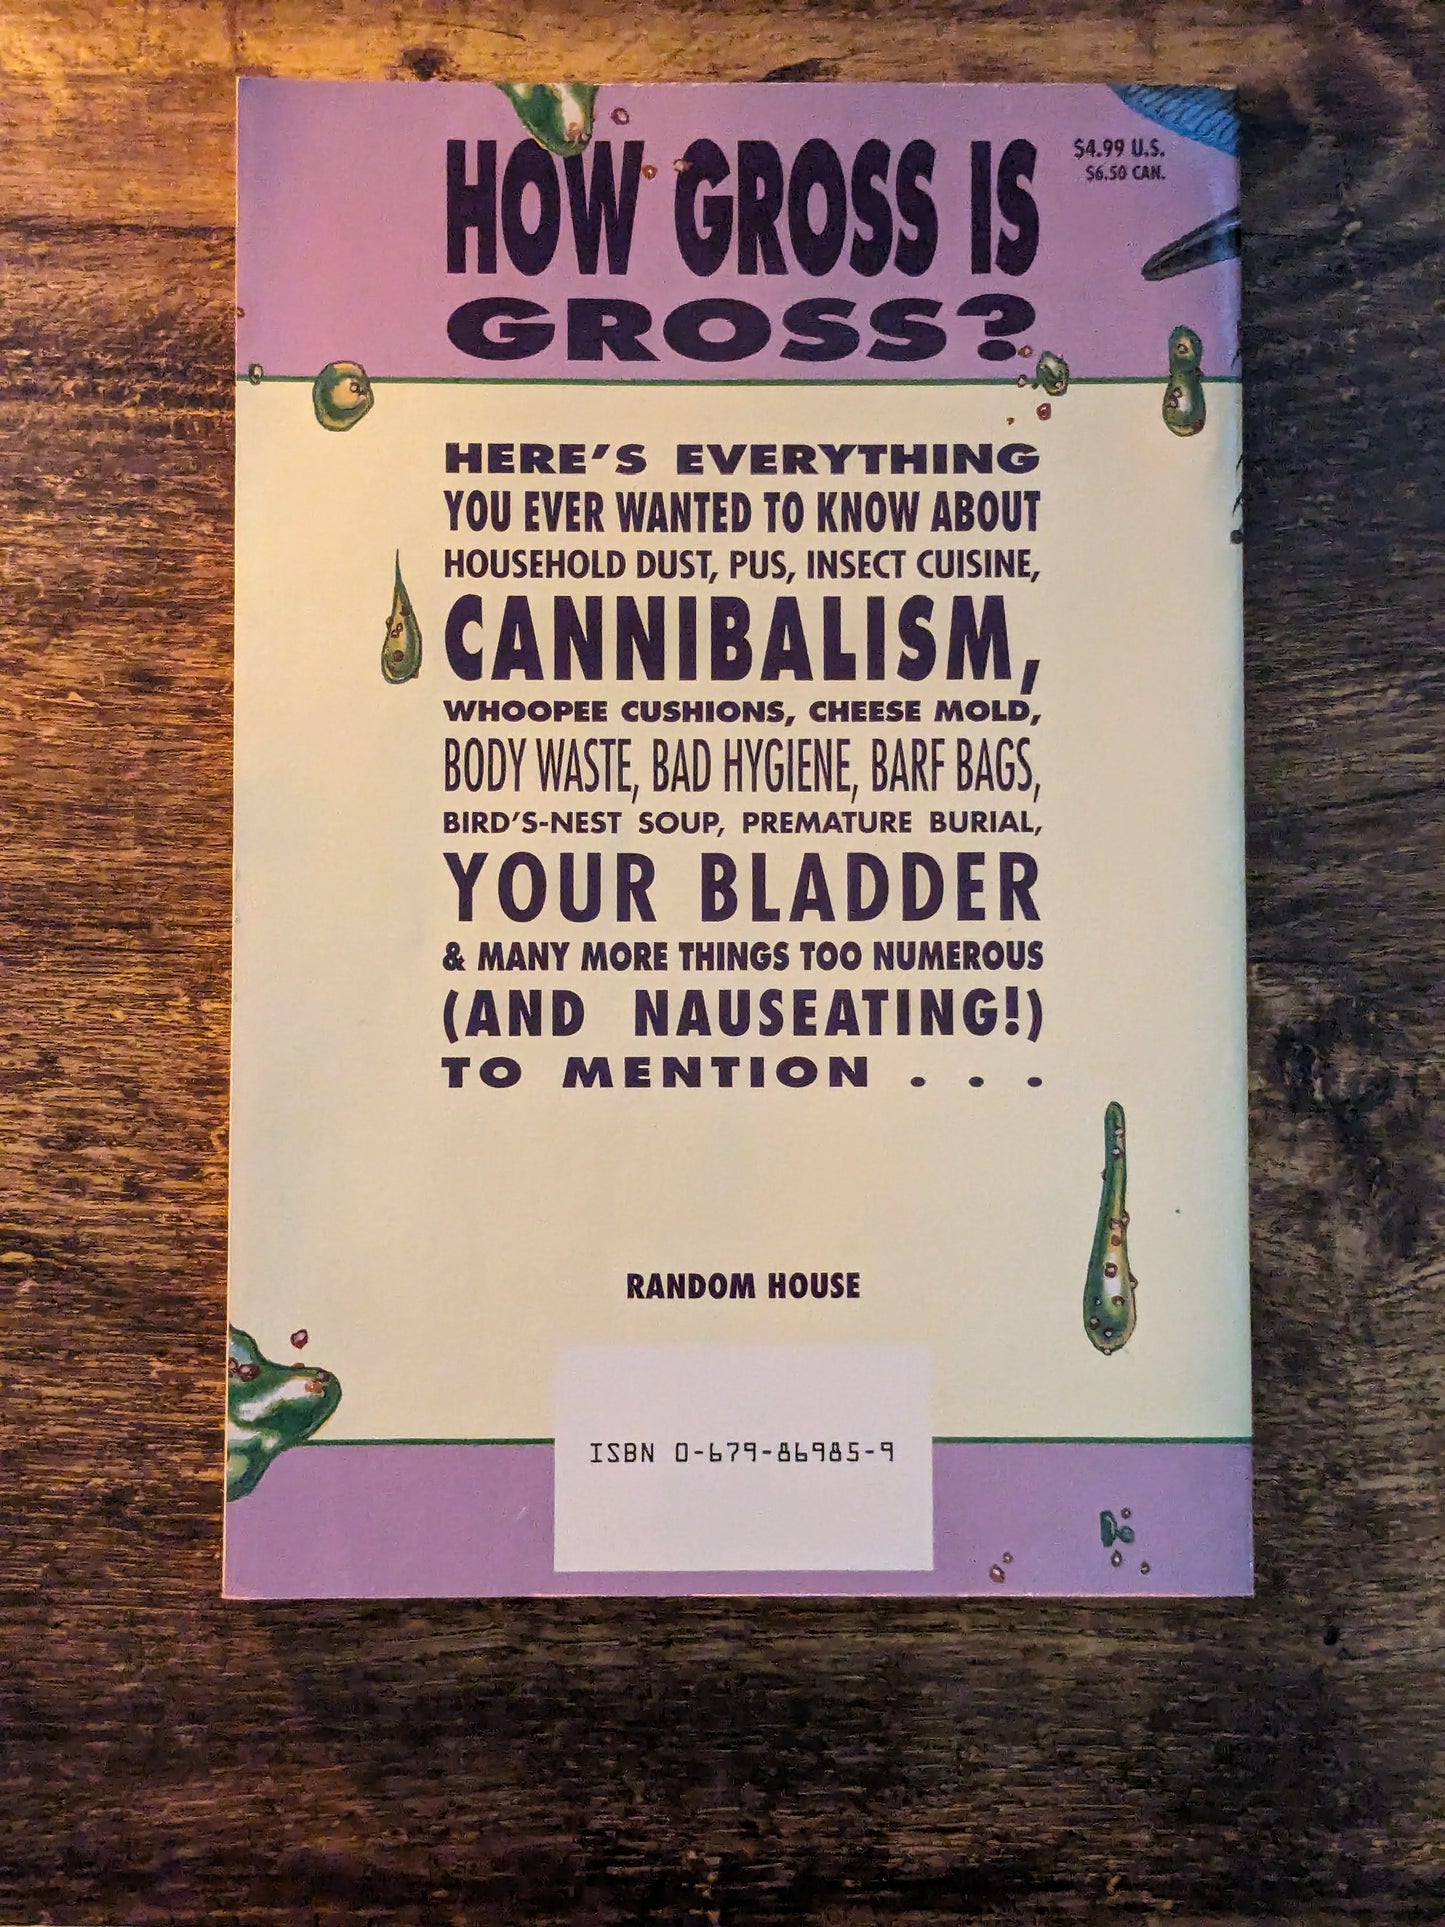 HOW GROSS IS
GROSS?
$4.99 U.S.
$6.50 CAN.
HERE'S EVERYTHING
YOU EVER WANTED TO KNOW ABOUT
HOUSEHOLD DUST, PUS, INSECT CUISINE,
CANNIBALISM,
WHOOPEE CUSHIONS, CHEESE MOLD,
BODY WASTE, BAD HYGIENE, BARF BAGS,
BIRD'S-NEST SOUP, PREMATURE BURIAL,
YOUR BLADDER
& MANY MORE THINGS TOO NUMEROUS
(AND NAUSEATING!)
TO MENTION . . .
RANDOM HOUSE
ISBN 0-679-86985-9